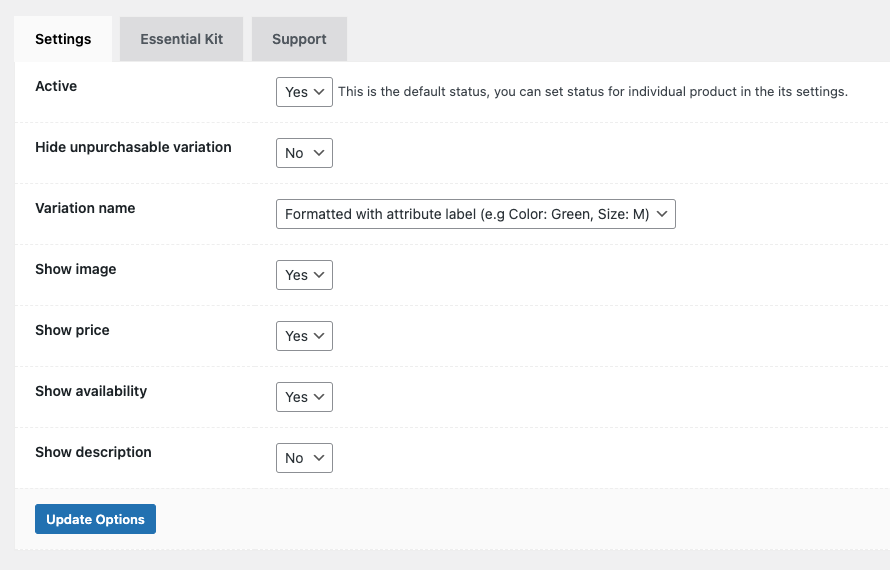 Settings Essential Kit Support
Active Yes This is the default status, you can set status for individual product in the its settings.
Hide unpurchasable variation No
Variation name Formatted with attribute label (e.g Color: Green, Size: M)
Show image Yes
Show price Yes
Show availability Yes
Show description No
Update Options